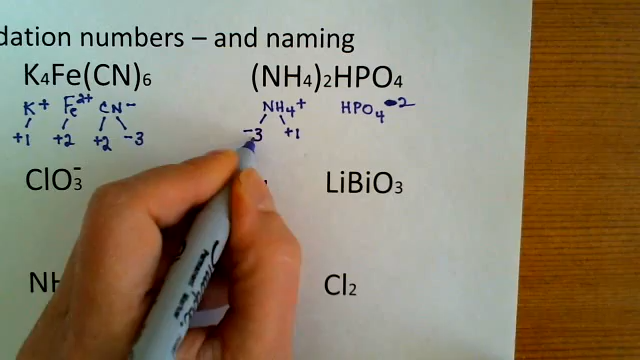 dation numbers – and naming
K₄Fe(CN)₆ (NH₄)₂HPO₄
K⁺ Fe²⁺ CN⁻ NH₄⁺ HPO₄⁻²
+1 +2 +2 -3 -3 +1
ClO₃⁻ LiBiO₃
NH Cl₂